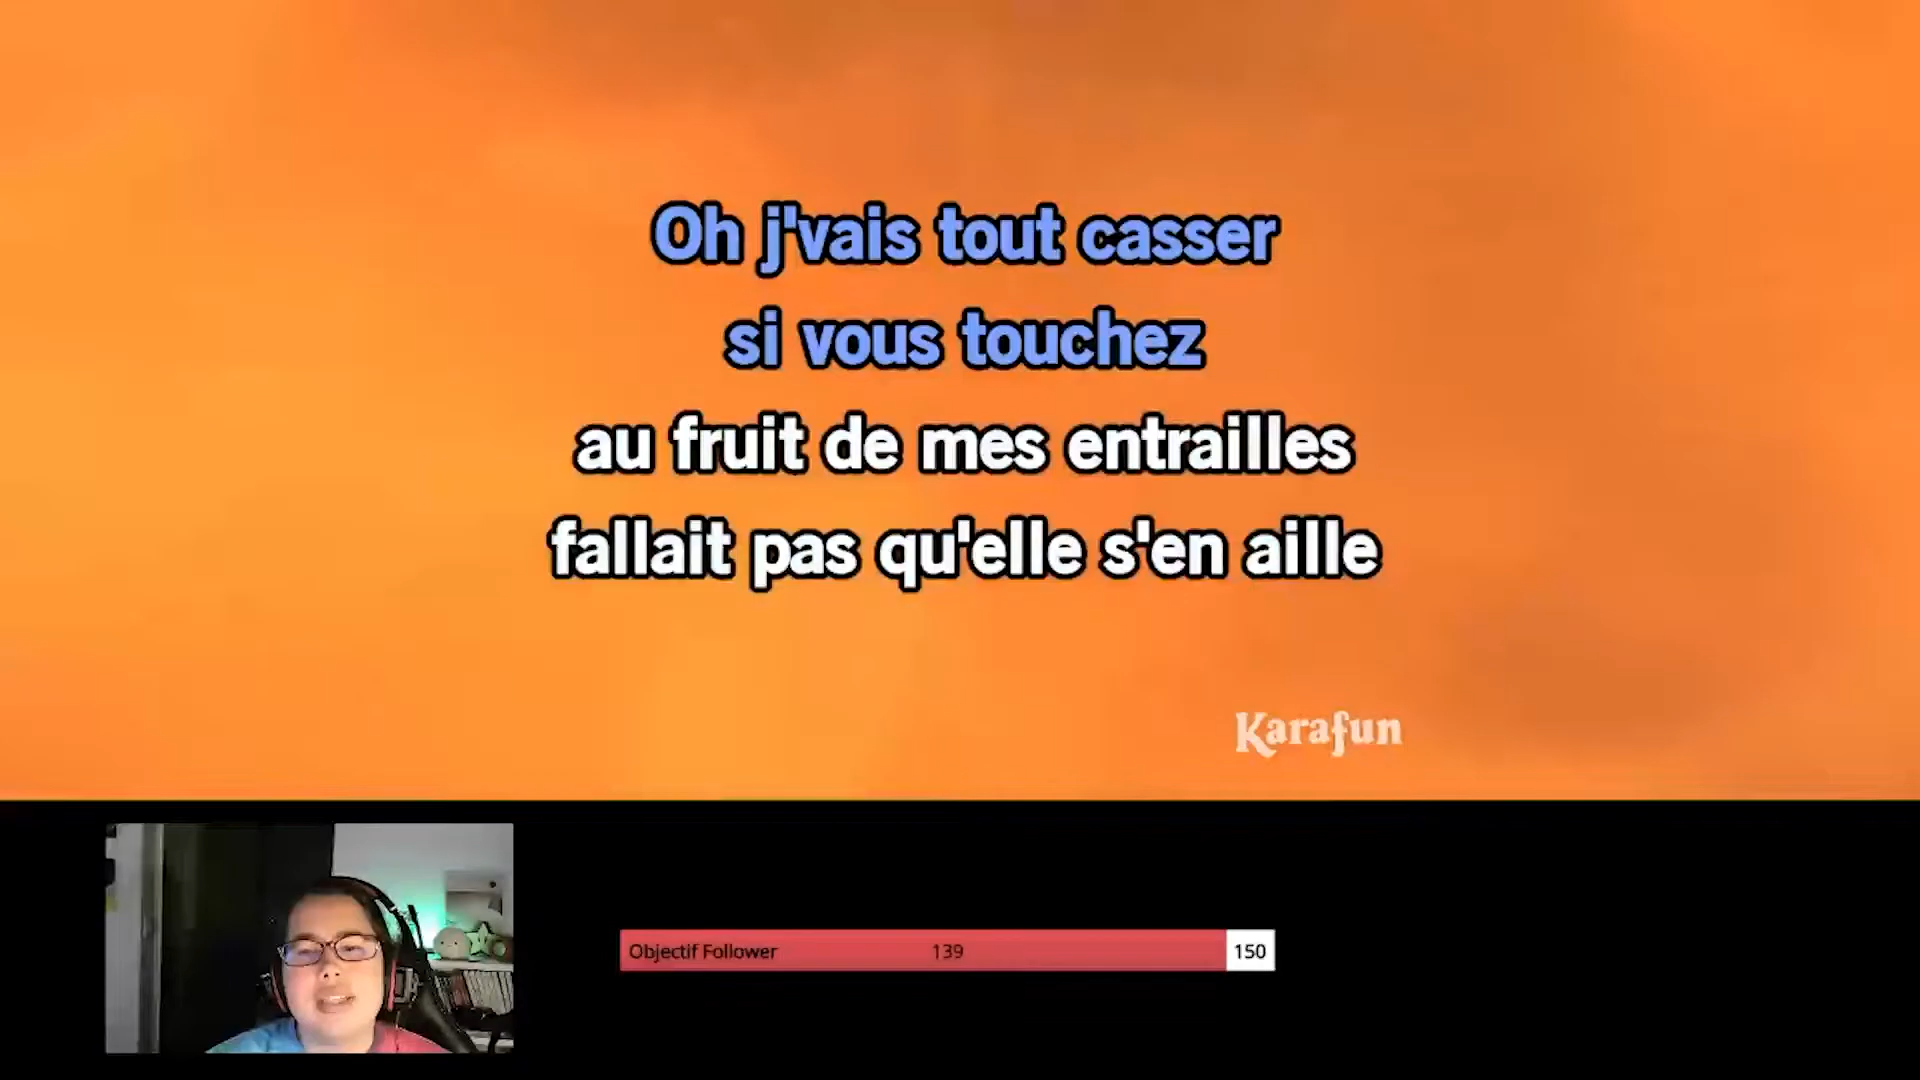 Oh j'vais tout casser
si vous touchez
au fruit de mes entrailles
fallait pas qu'elle s'en aille
Karafun
Objectif Follower 139 150